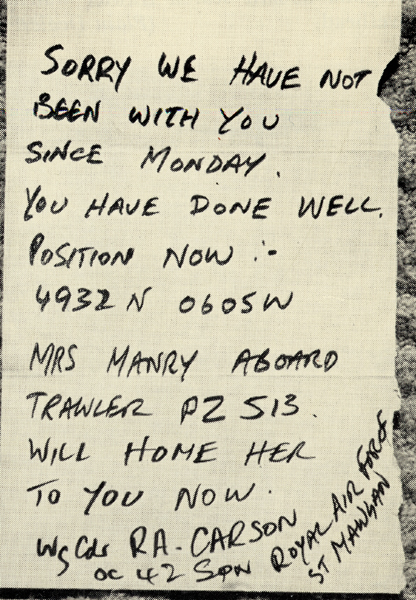 SORRY WE HAVE NOT
BEEN WITH YOU
SINCE MONDAY.
YOU HAVE DONE WELL.
POSITION NOW :-
4932 N 0605W
MRS MANRY ABOARD
TRAWLER PZ 513.
WILL HOME HER
TO YOU NOW.
Wg Cdr RA. CARSON
OC 42 SQN
ROYAL AIR FORCE
ST MAWGAN